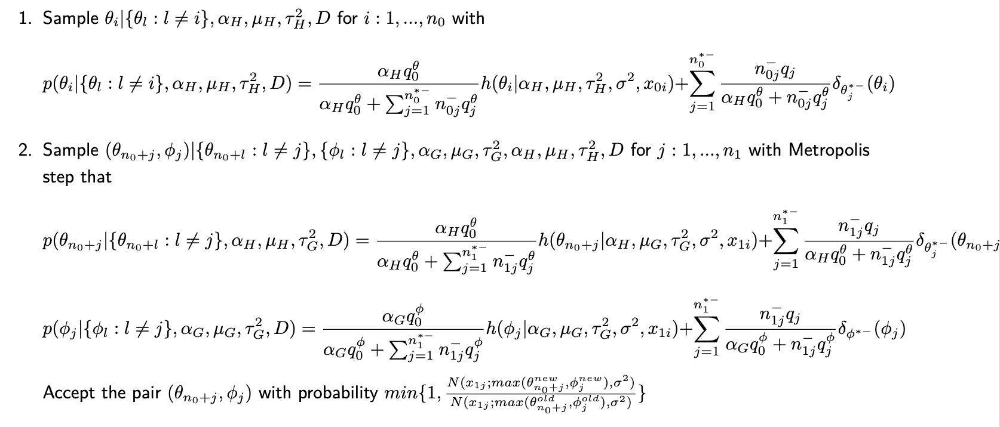 1. Sample $\theta_i|\{\theta_l : l \neq i\}, \alpha_H, \mu_H, \tau_H^2, D$ for $i : 1, ..., n_0$ with
$p(\theta_i|\{\theta_l : l \neq i\}, \alpha_H, \mu_H, \tau_H^2, D) = \frac{\alpha_H q_0^\theta}{\alpha_H q_0^\theta + \sum_{j=1}^{n_0^{*-}} n_{0j}^- q_j^\theta} h(\theta_i|\alpha_H, \mu_H, \tau_H^2, \sigma^2, x_{0i}) + \sum_{j=1}^{n_0^{*-}} \frac{n_{0j}^- q_j}{\alpha_H q_0^\theta + n_{0j}^- q_j^\theta} \delta_{\theta_j^{*-}}(\theta_i)$
2. Sample $(\theta_{n_0+j}, \phi_j)|\{\theta_{n_0+l} : l \neq j\}, \{\phi_l : l \neq j\}, \alpha_G, \mu_G, \tau_G^2, \alpha_H, \mu_H, \tau_H^2, D$ for $j : 1, ..., n_1$ with Metropolis
step that
$p(\theta_{n_0+j}|\{\theta_{n_0+l} : l \neq j\}, \alpha_H, \mu_H, \tau_G^2, D) = \frac{\alpha_H q_0^\theta}{\alpha_H q_0^\theta + \sum_{j=1}^{n_1^{*-}} n_{1j}^- q_j^\theta} h(\theta_{n_0+j}|\alpha_H, \mu_G, \tau_G^2, \sigma^2, x_{1i}) + \sum_{j=1}^{n_1^{*-}} \frac{n_{1j}^- q_j}{\alpha_H q_0^\theta + n_{1j}^- q_j^\theta} \delta_{\theta_j^{*-}}(\theta_{n_0+j}$
$p(\phi_j|\{\phi_l : l \neq j\}, \alpha_G, \mu_G, \tau_G^2, D) = \frac{\alpha_G q_0^\phi}{\alpha_G q_0^\phi + \sum_{j=1}^{n_1^{*-}} n_{1j}^- q_j^\phi} h(\phi_j|\alpha_G, \mu_G, \tau_G^2, \sigma^2, x_{1i}) + \sum_{j=1}^{n_1^{*-}} \frac{n_{1j}^- q_j}{\alpha_G q_0^\phi + n_{1j}^- q_j^\phi} \delta_{\phi^{*-}}(\phi_j)$
Accept the pair $(\theta_{n_0+j}, \phi_j)$ with probability $min\{1, \frac{N(x_{1j}; max(\theta_{n_0+j}^{new}, \phi_j^{new}), \sigma^2)}{N(x_{1j}; max(\theta_{n_0+j}^{old}, \phi_j^{old}), \sigma^2)}\}$